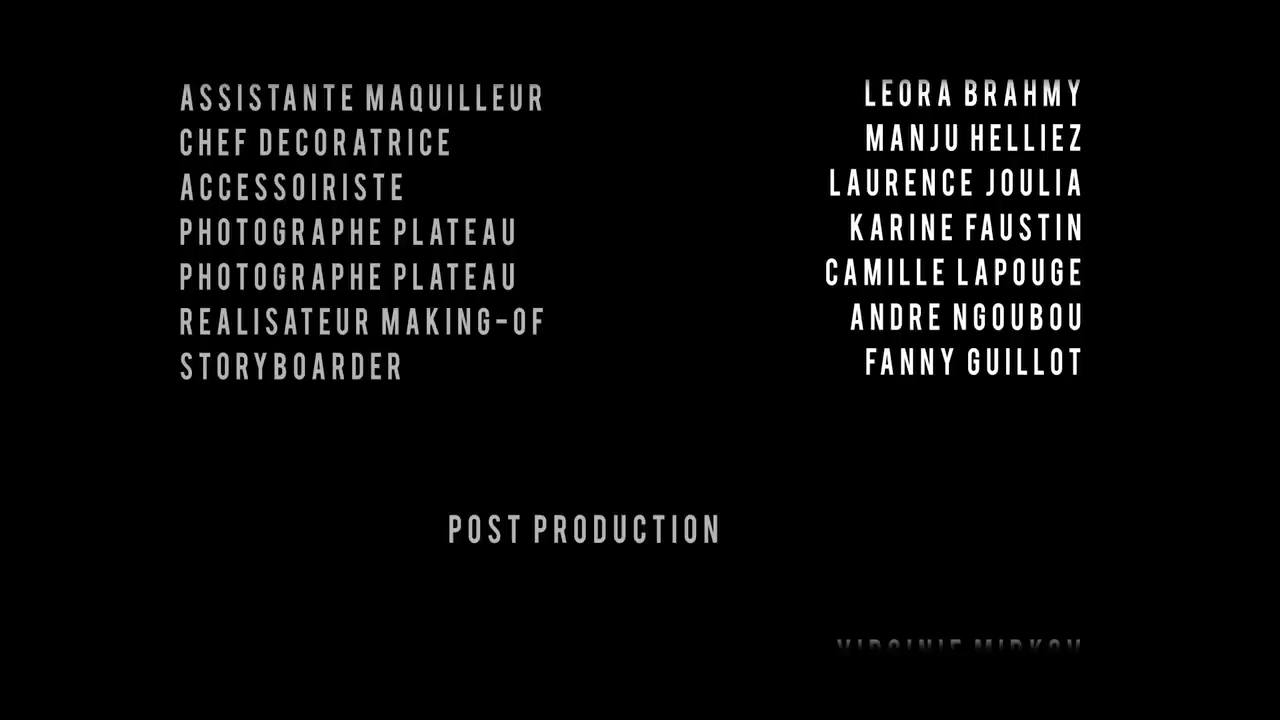 ASSISTANTE MAQUILLEUR LEORA BRAHMY
CHEF DECORATRICE MANJU HELLIEZ
ACCESSOIRISTE LAURENCE JOULIA
PHOTOGRAPHE PLATEAU KARINE FAUSTIN
PHOTOGRAPHE PLATEAU CAMILLE LAPOUGE
REALISATEUR MAKING-OF ANDRE NGOUBOU
STORYBOARDER FANNY GUILLOT
POST PRODUCTION
VIRGINIE